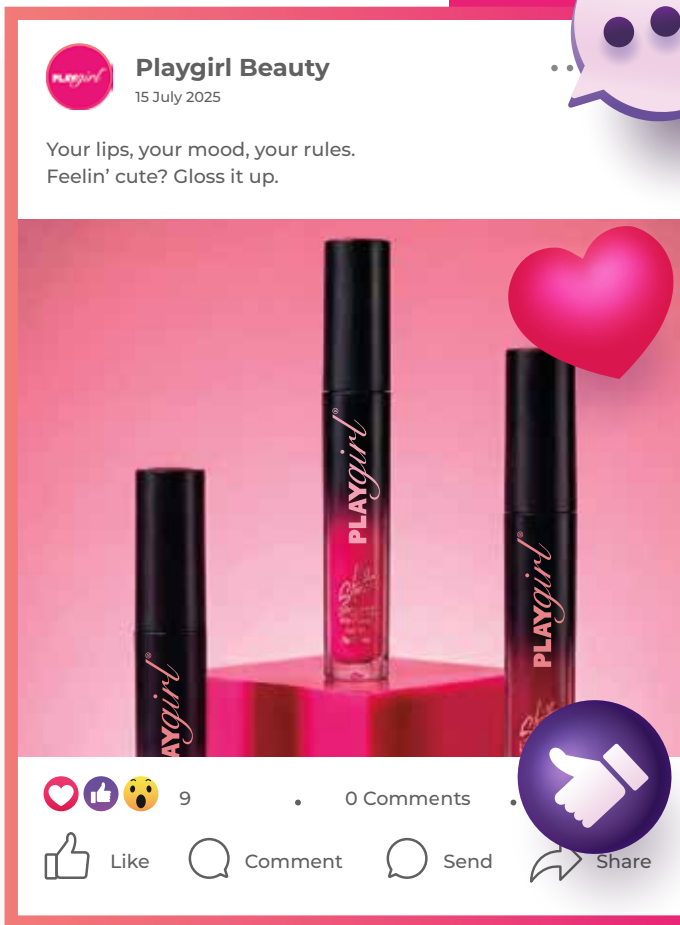 PLAYgirl
Playgirl Beauty
15 July 2025
Your lips, your mood, your rules.
Feelin’ cute? Gloss it up.
PLAYgirl®
PLAYgirl®
AYgirl®
9
•
0 Comments
•
Like
Comment
Send
Share